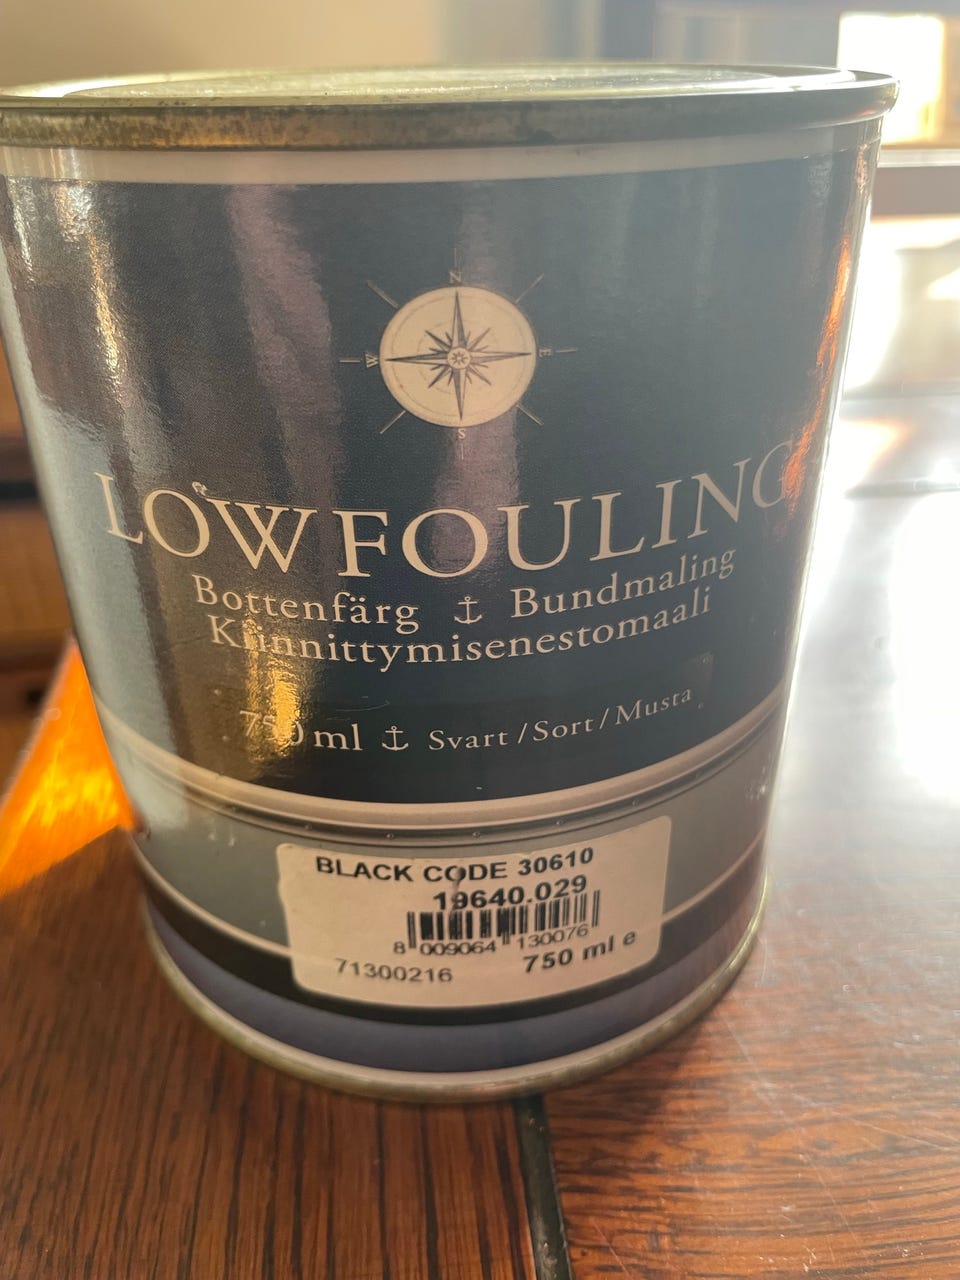 N
W E
S
LOWFOULING
Bottenfärg Bundmaling
Kiinnittymisenestomaali
750 ml Svart/Sort/Musta
BLACK CODE 30610
19640.029
8 009064 130076
71300216 750 ml e